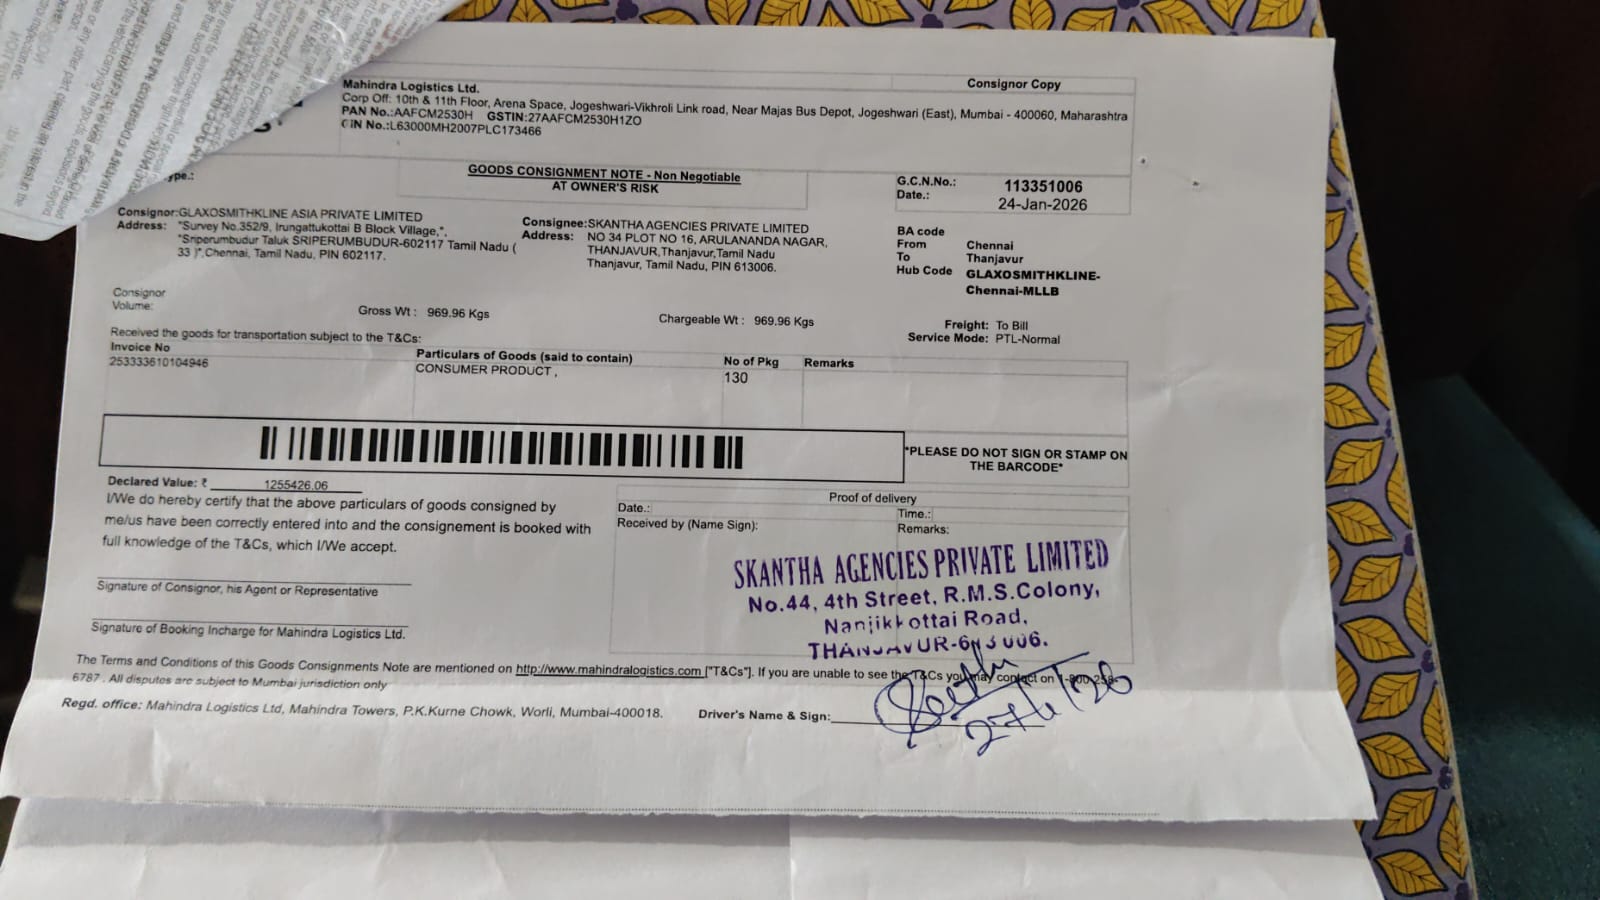 Consignor Copy
Mahindra Logistics Ltd.
Corp Off: 10th & 11th Floor, Arena Space, Jogeshwari-Vikhroli Link road, Near Majas Bus Depot, Jogeshwari (East), Mumbai - 400060, Maharashtra
PAN No.:AAFCM2530H GSTIN:27AAFCM2530H1ZO
CIN No.:L63000MH2007PLC173466
GOODS CONSIGNMENT NOTE - Non Negotiable
AT OWNER'S RISK
G.C.N.No.: 113351006
Date.: 24-Jan-2026
Consignor:GLAXOSMITHKLINE ASIA PRIVATE LIMITED
Address: "Survey No.352/9, Irungattukottai B Block Village,",
"Sriperumbudur Taluk SRIPERUMBUDUR-602117 Tamil Nadu (
33 )",Chennai, Tamil Nadu, PIN 602117.
Consignee:SKANTHA AGENCIES PRIVATE LIMITED
Address: NO 34 PLOT NO 16, ARULANANDA NAGAR,
THANJAVUR,Thanjavur,Tamil Nadu
Thanjavur, Tamil Nadu, PIN 613006.
BA code
From Chennai
To Thanjavur
Hub Code GLAXOSMITHKLINE-
Chennai-MLLB
Consignor
Volume:
Gross Wt : 969.96 Kgs
Chargeable Wt : 969.96 Kgs
Freight: To Bill
Service Mode: PTL-Normal
Received the goods for transportation subject to the T&Cs:
Invoice No Particulars of Goods (said to contain) No of Pkg Remarks
253333610104946 CONSUMER PRODUCT , 130
*PLEASE DO NOT SIGN OR STAMP ON
THE BARCODE*
Declared Value: ₹ 1255426.06
I/We do hereby certify that the above particulars of goods consigned by
me/us have been correctly entered into and the consignement is booked with
full knowledge of the T&Cs, which I/We accept.
Proof of delivery
Date.: Time.:
Received by (Name Sign): Remarks:
SKANTHA AGENCIES PRIVATE LIMITED
No.44, 4th Street, R.M.S.Colony,
Nanjikkottai Road,
THANJAVUR-613 006.
Signature of Consignor, his Agent or Representative
Signature of Booking Incharge for Mahindra Logistics Ltd.
The Terms and Conditions of this Goods Consignments Note are mentioned on http://www.mahindralogistics.com ["T&Cs"]. If you are unable to see the T&Cs you may contact on 1-800-258-
6787 . All disputes are subject to Mumbai jurisdiction only
Regd. office: Mahindra Logistics Ltd, Mahindra Towers, P.K.Kurne Chowk, Worli, Mumbai-400018.
Driver's Name & Sign: